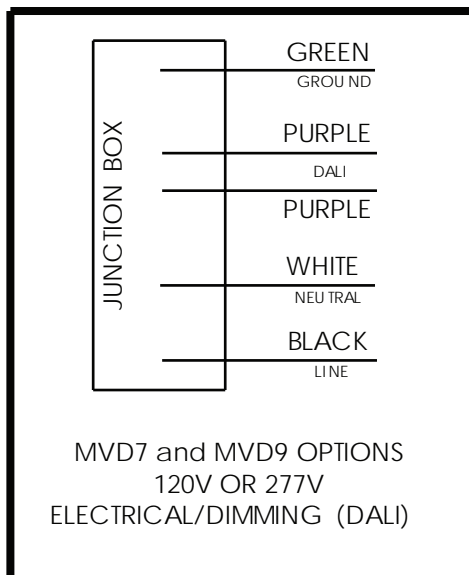 JUNCTION BOX
GREEN
GROUND
PURPLE
DALI
PURPLE
WHITE
NEUTRAL
BLACK
LINE
MVD7 and MVD9 OPTIONS
120V OR 277V
ELECTRICAL/DIMMING (DALI)